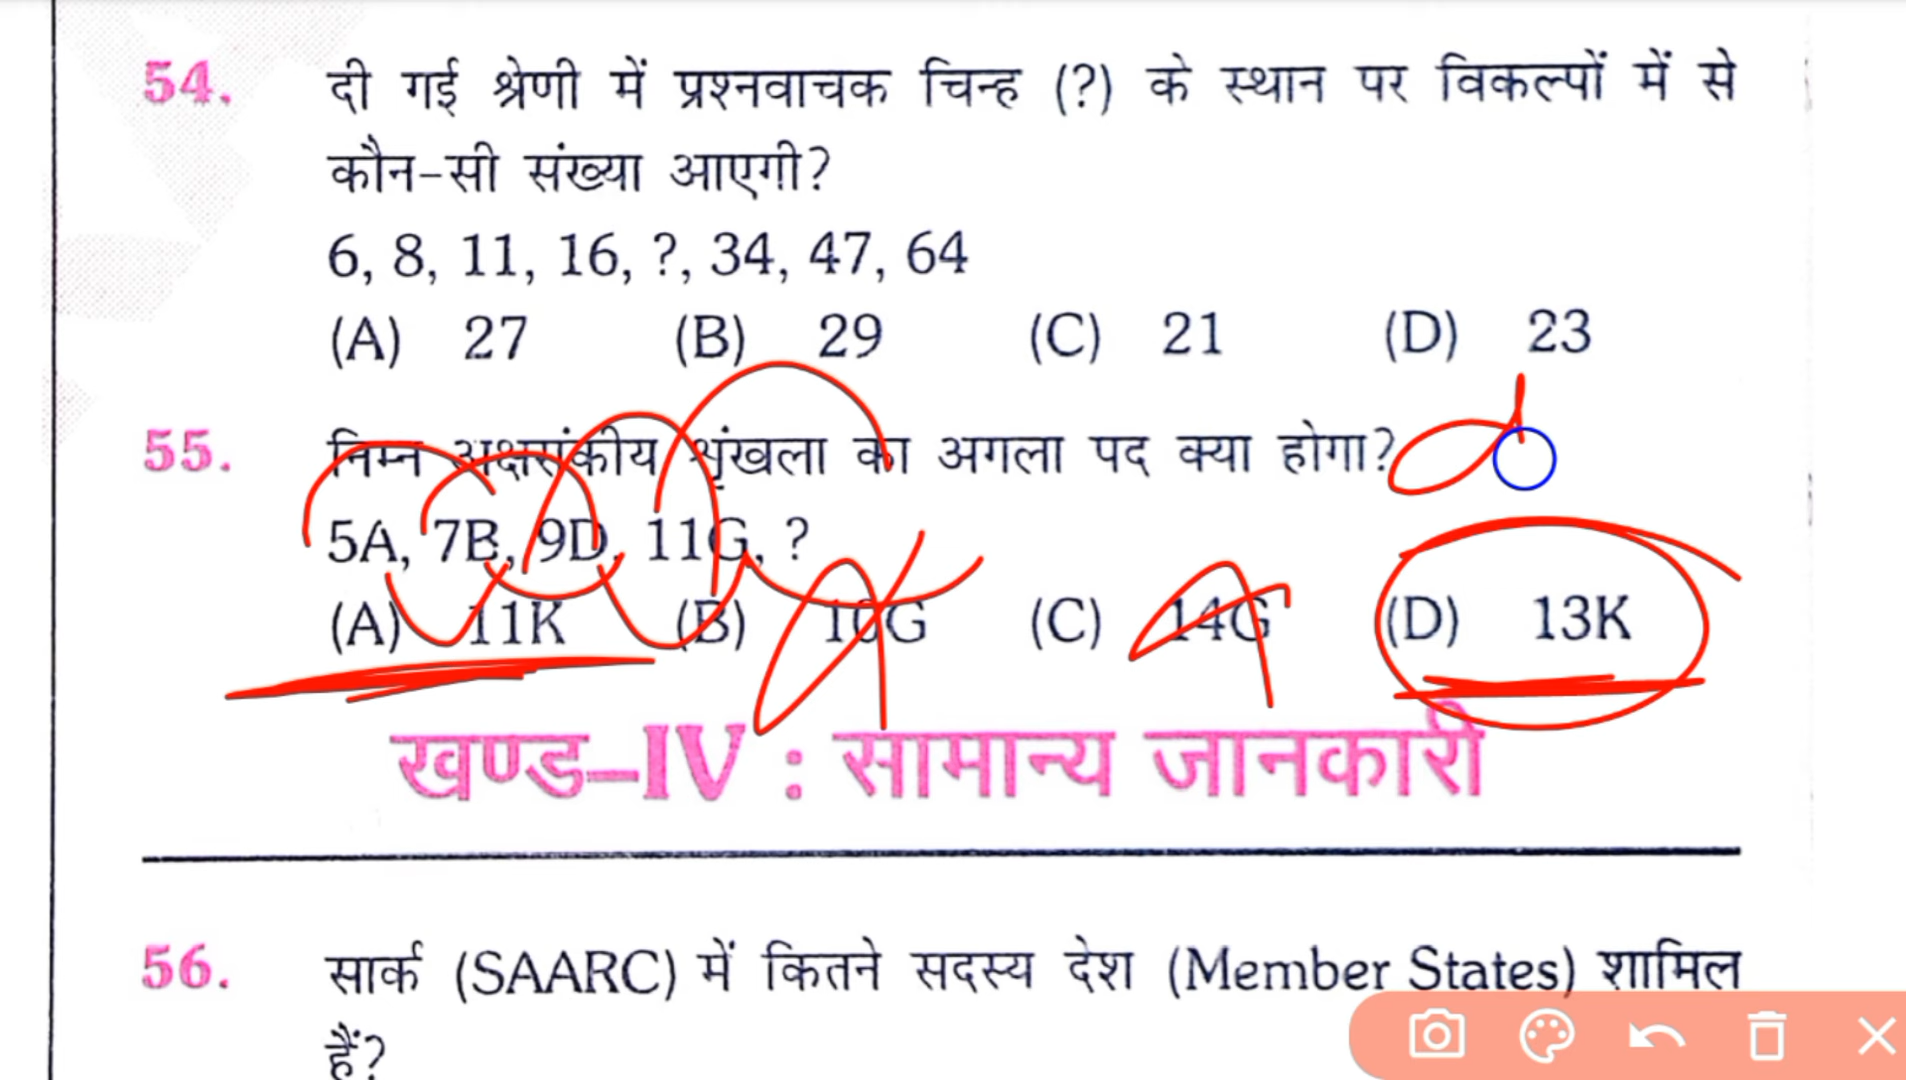 54. दी गई श्रेणी में प्रश्नवाचक चिन्ह (?) के स्थान पर विकल्पों में से
कौन-सी संख्या आएगी?
6, 8, 11, 16, ?, 34, 47, 64
(A) 27 (B) 29 (C) 21 (D) 23
55. निम्न अक्षरांकीय श्रृंखला का अगला पद क्या होगा?
5A, 7B, 9D, 11G, ?
(A) 11K (B) 10G (C) 14G (D) 13K
खण्ड–IV : सामान्य जानकारी
56. सार्क (SAARC) में कितने सदस्य देश (Member States) शामिल
हैं?